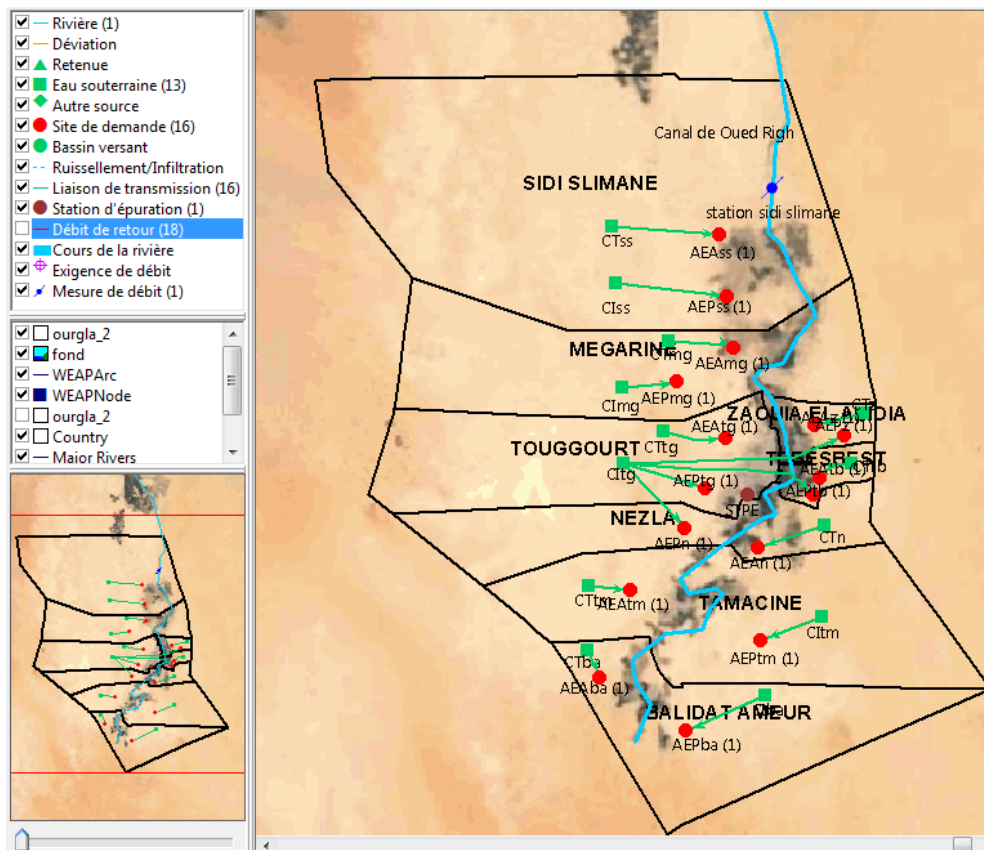 Rivière (1)
Déviation
Retenue
Eau souterraine (13)
Autre source
Site de demande (16)
Bassin versant
Ruissellement/Infiltration
Liaison de transmission (16)
Station d'épuration (1)
Débit de retour (18)
Cours de la rivière
Exigence de débit
Mesure de débit (1)
ourgla_2
fond
WEAPArc
WEAPNode
ourgla_2
Country
Major Rivers
Canal de Oued Righ
SIDI SLIMANE
station sidi slimane
CTss
AEAss (1)
CIss
AEPss (1)
MEGARINE
CTmg
AEAmg (1)
CImg
AEPmg (1)
ZAOUIA EL ABIDIA
AEPz (1)
CTtg
AEAtg (1)
TOUGGOURT
CItg
TEBESBEST
AEAtb (1)
AEPtg (1)
AEPtb (1)
STPE
NEZLA
AEPn (1)
CTn
AEAn (1)
CTtm
AEAtm (1)
TAMACINE
CItm
AEPtm (1)
CTba
AEAba (1)
BALIDAT AMEUR
AEPba (1)